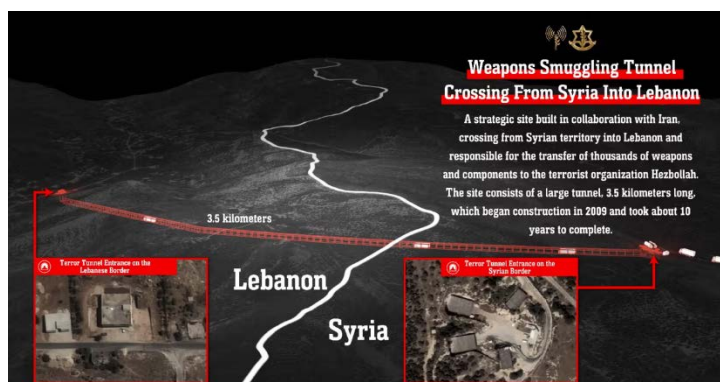 Weapons Smuggling Tunnel
Crossing From Syria Into Lebanon
A strategic site built in collaboration with Iran,
crossing from Syrian territory into Lebanon and
responsible for the transfer of thousands of weapons
and components to the terrorist organization Hezbollah.
The site consists of a large tunnel, 3.5 kilometers long,
which began construction in 2009 and took about 10
years to complete.
3.5 kilometers
Lebanon
Syria
Terror Tunnel Entrance on the
Lebanese Border
Terror Tunnel Entrance on the
Syrian Border